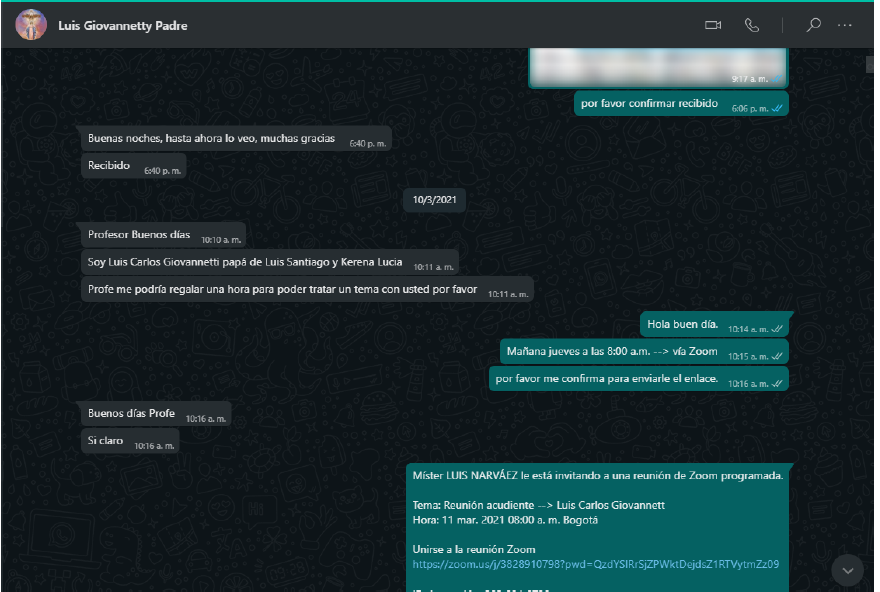 Luis Giovannetty Padre
9:17 a. m.
por favor confirmar recibido 6:06 p. m.
Buenas noches, hasta ahora lo veo, muchas gracias 6:40 p. m.
Recibido 6:40 p. m.
10/3/2021
Profesor Buenos días 10:10 a. m.
Soy Luis Carlos Giovannetti papá de Luis Santiago y Kerena Lucia 10:11 a. m.
Profe me podría regalar una hora para poder tratar un tema con usted por favor 10:11 a. m.
Hola buen día. 10:14 a. m.
Mañana jueves a las 8:00 a.m. --> vía Zoom 10:15 a. m.
por favor me confirma para enviarle el enlace. 10:16 a. m.
Buenos días Profe 10:16 a. m.
Si claro 10:16 a. m.
Míster LUIS NARVÁEZ le está invitando a una reunión de Zoom programada.
Tema: Reunión acudiente --> Luis Carlos Giovannett
Hora: 11 mar. 2021 08:00 a. m. Bogotá
Unirse a la reunión Zoom
https://zoom.us/j/3828910798?pwd=QzdYSlRrSjZPWktDejdsZ1RTVytmZz09